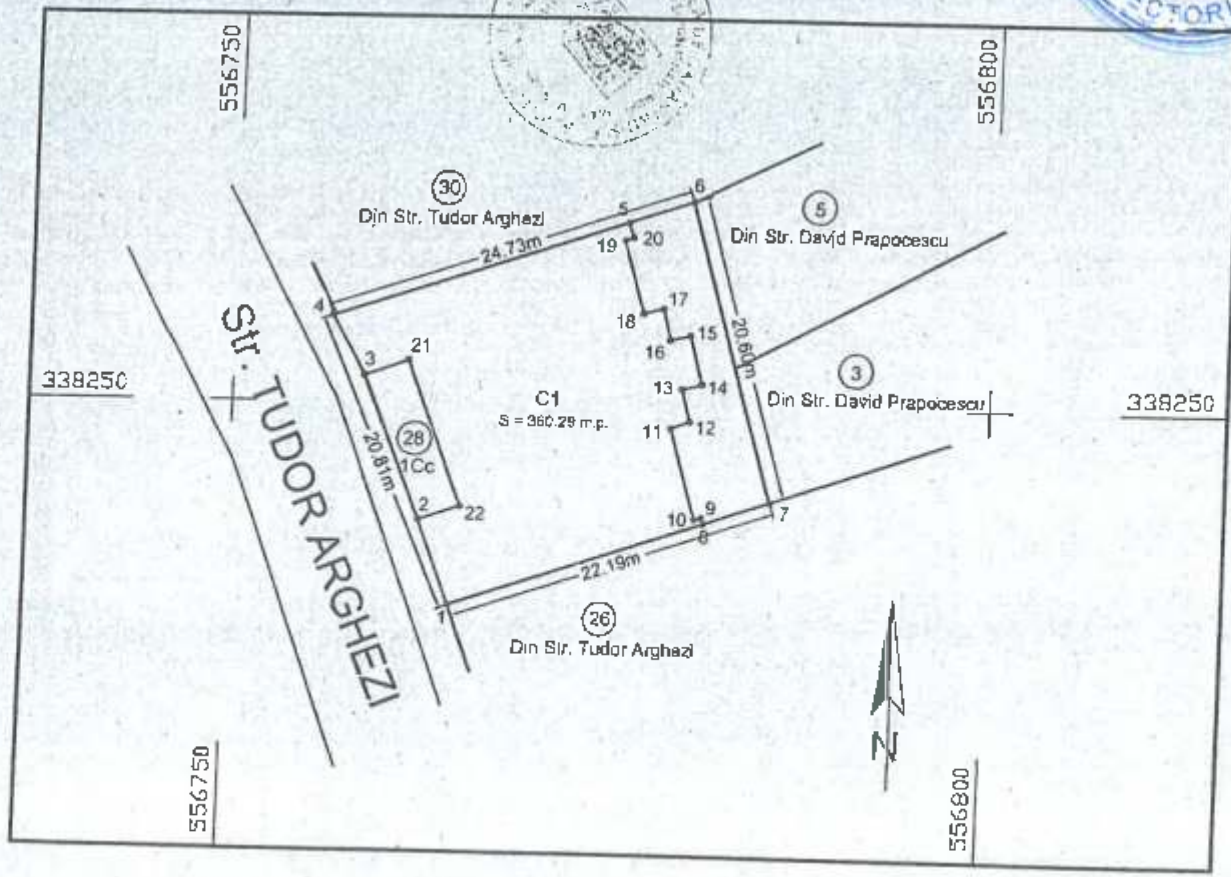 ECTOR
556750
556800
30
Din Str. Tudor Arghezi
5
Din Str. David Prapocescu
6
5
24.73m
19
20
4
17
18
15
16
20.60m
Str. TUDOR ARGHEZI
3
21
338250
C1
S = 360.29 m.p.
13
14
3
Din Str. David Prapocescu
338250
11
12
28
1Cc
20.81m
2
22
10
9
8
7
22.19m
1
26
Din Str. Tudor Arghezi
N
556750
556800